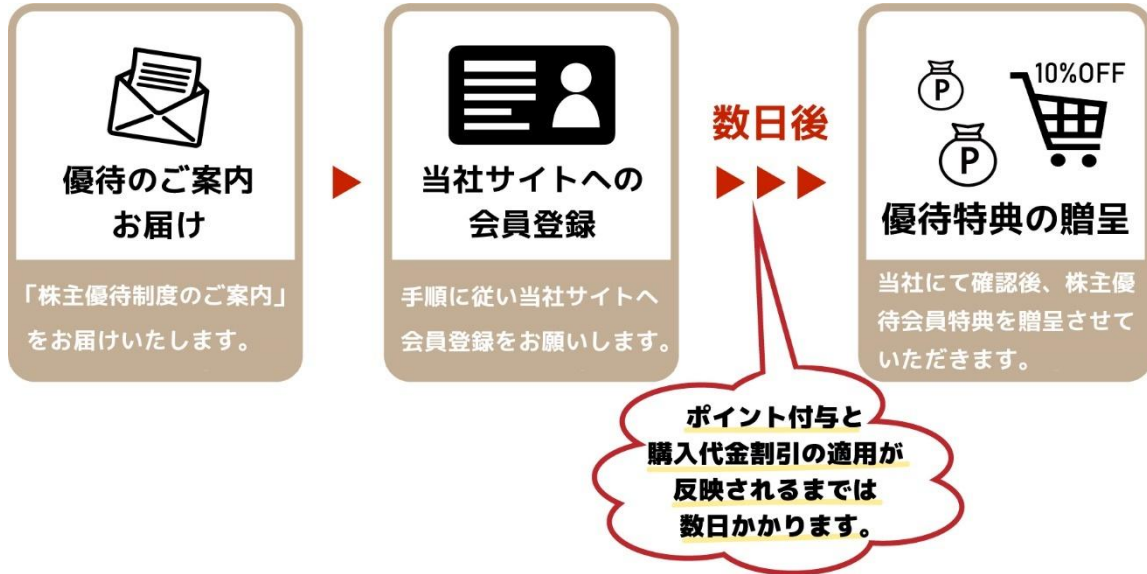 優待のご案内
お届け
「株主優待制度のご案内」
をお届けいたします。
当社サイトへの
会員登録
手順に従い当社サイトへ
会員登録をお願いします。
数日後
ポイント付与と
購入代金割引の適用が
反映されるまでは
数日かかります。
P
P
10%OFF
優待特典の贈呈
当社にて確認後、株主優
待会員特典を贈呈させて
いただきます。